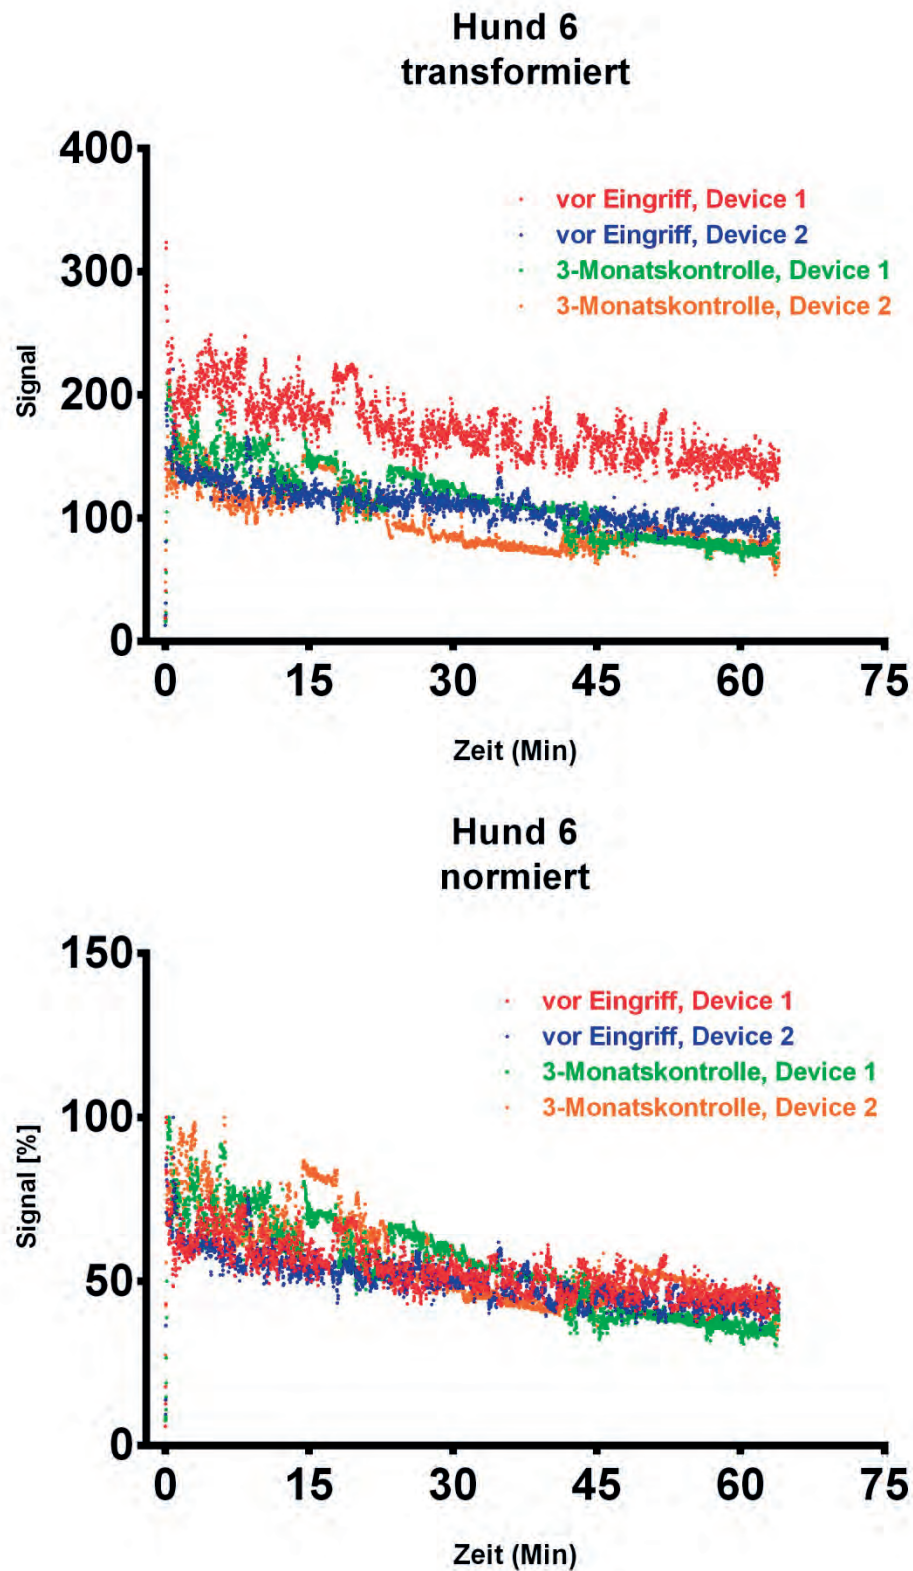 Hund 6
transformiert
400
300
200
100
0
Signal
vor Eingriff, Device 1
vor Eingriff, Device 2
3-Monatskontrolle, Device 1
3-Monatskontrolle, Device 2
0 15 30 45 60 75
Zeit (Min)
Hund 6
normiert
150
100
50
0
Signal [%]
vor Eingriff, Device 1
vor Eingriff, Device 2
3-Monatskontrolle, Device 1
3-Monatskontrolle, Device 2
0 15 30 45 60 75
Zeit (Min)